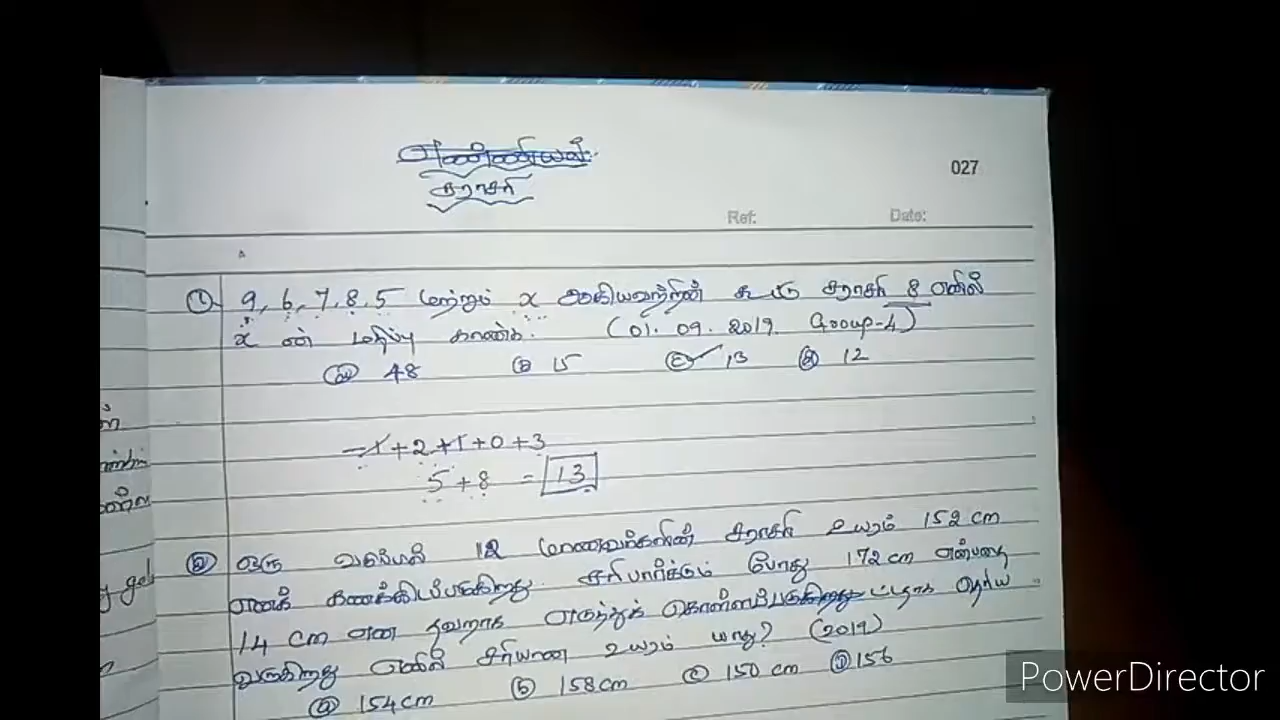 எண்ணியல்
சராசரி
027
Ref: Date:
① 9, 6, 7, 8, 5 மற்றும் x ஆகியவற்றின் கூட்டு சராசரி 8 எனில்
x ன் மதிப்பு காண்க. (01.09.2019 Group-4)
48 15 13 12
-1+2+1+0+3
5+8 = 13
② ஒரு வகுப்பில் 12 மாணவர்களின் சராசரி உயரம் 152 cm
எனக் கணக்கிடப்படுகிறது. சரிபார்க்கும் போது 172 cm என்பதை
14 cm என தவறாக எடுத்துக் கொள்ளப்பட்டதாக தெரிய
வருகிறது எனில் சரியான உயரம் யாது? (2019)
ⓐ 154 cm ⓑ 158 cm ⓒ 150 cm ⓓ 156
PowerDirector